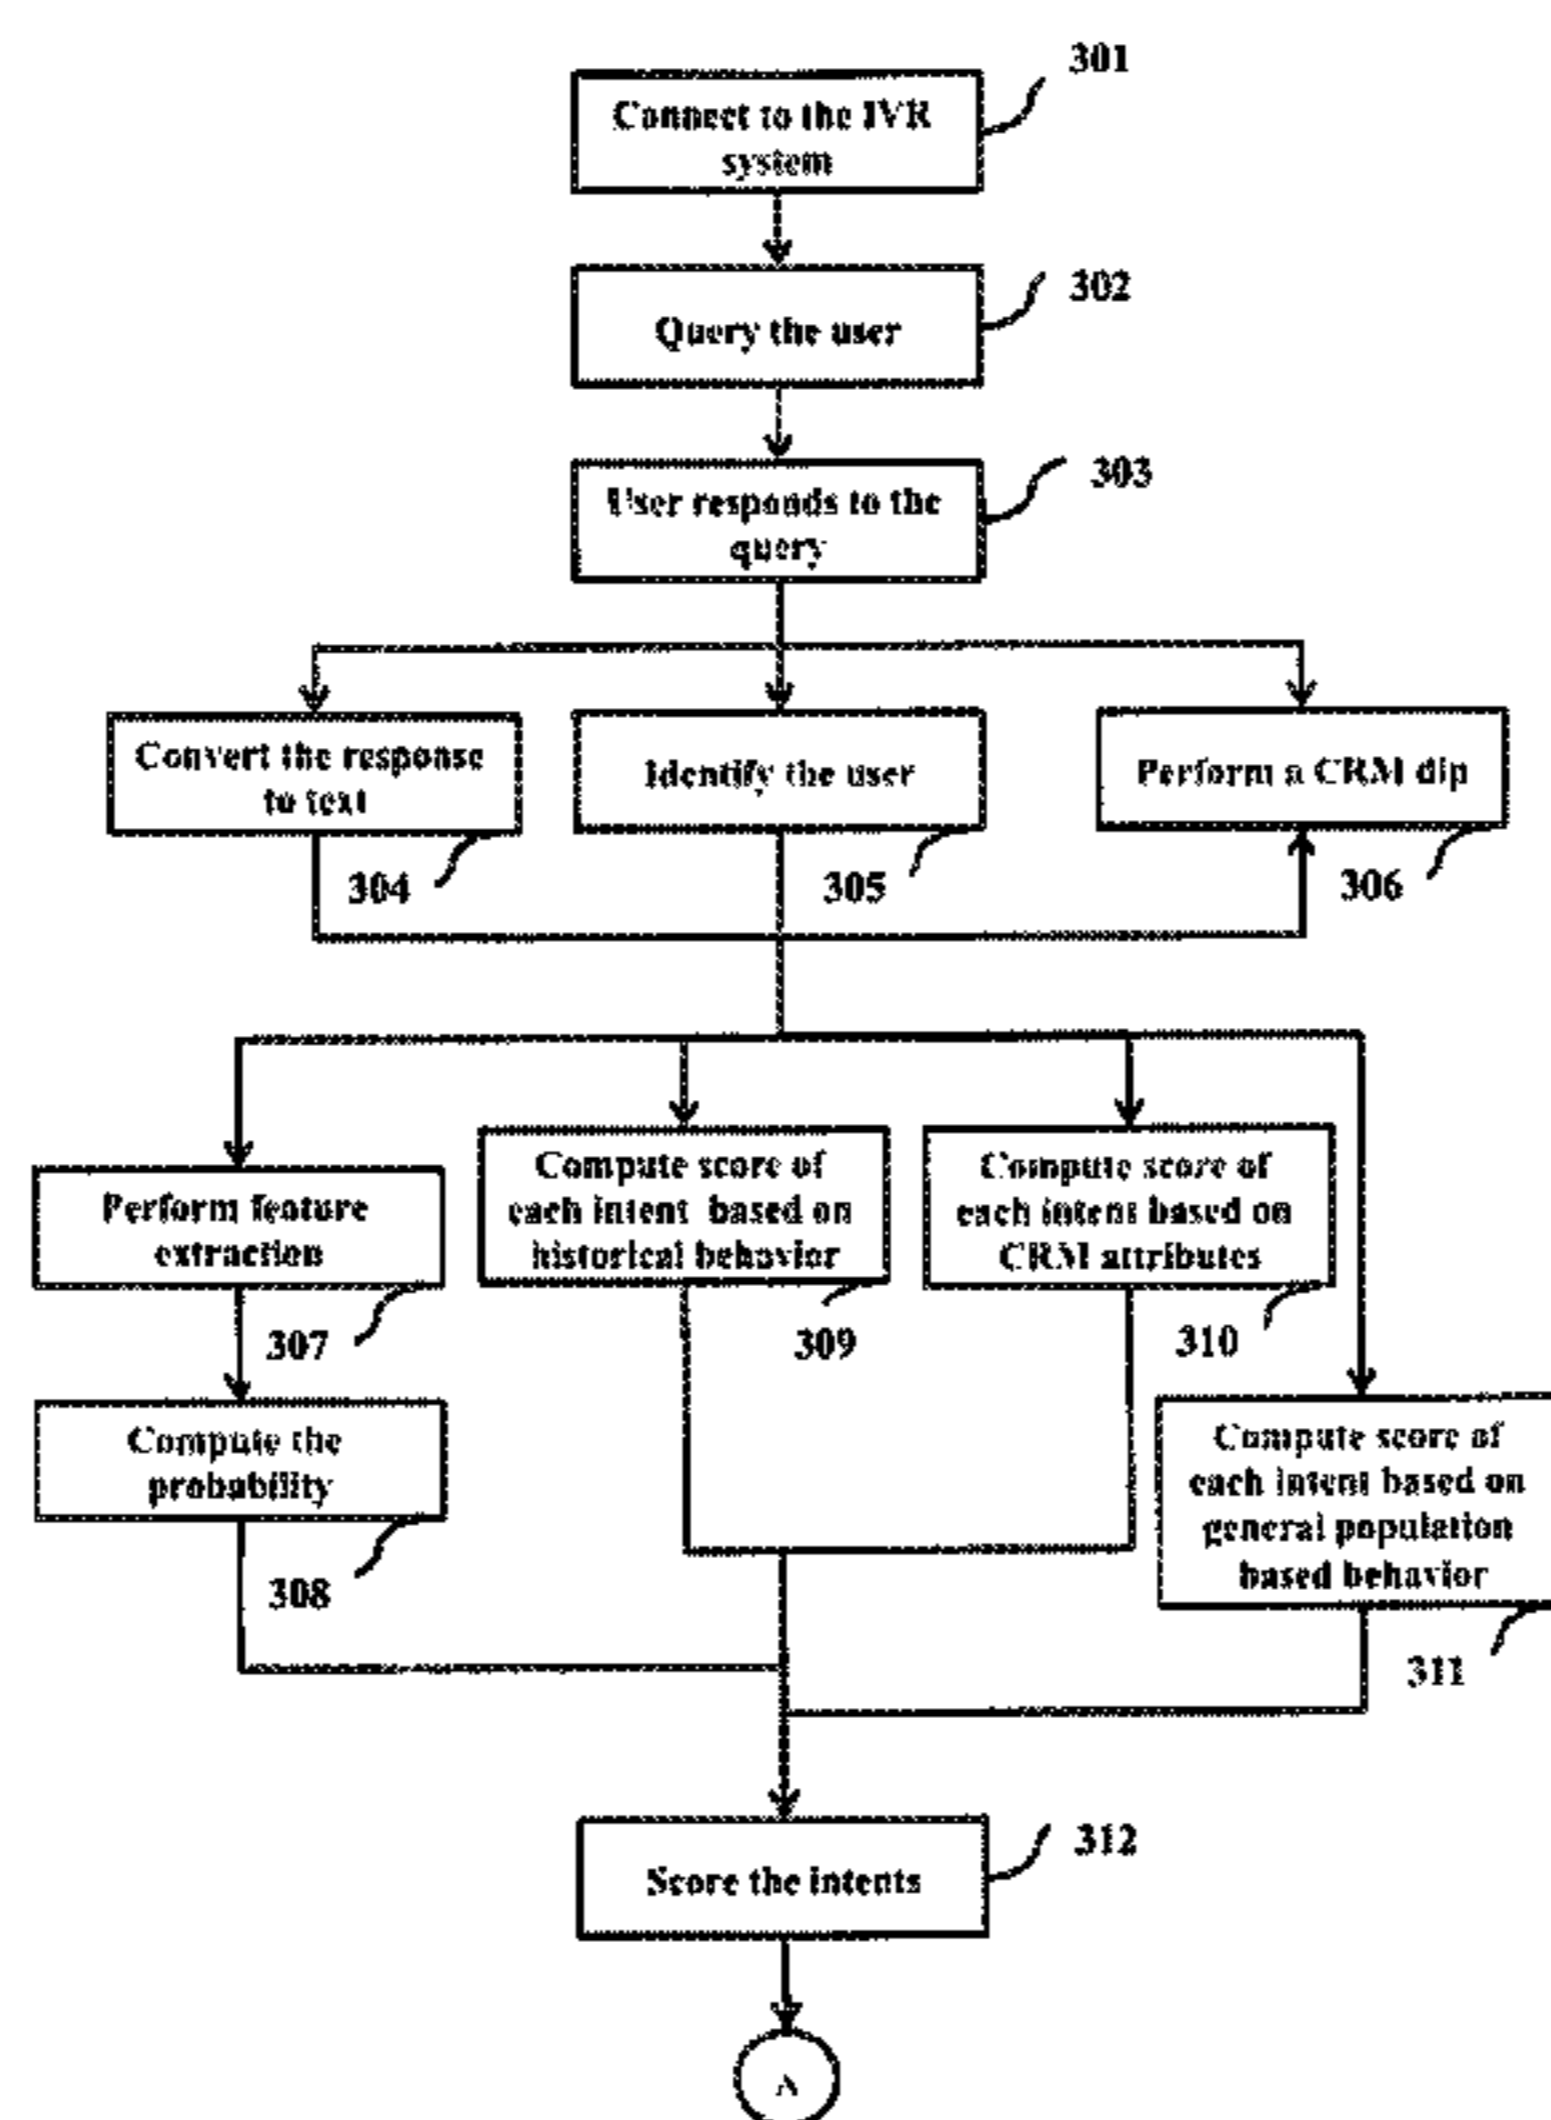 301
Connect to the IVR
system
302
Query the user
303
User responds to the
query
Convert the response
to text
304
Identify the user
305
Perform a CRM dip
306
Perform feature
extraction
307
Compute score of
each intent based on
historical behavior
309
Compute score of
each intent based on
CRM attributes
310
Compute the
probability
308
Compute score of
each intent based on
general population
based behavior
311
312
Score the intents
A